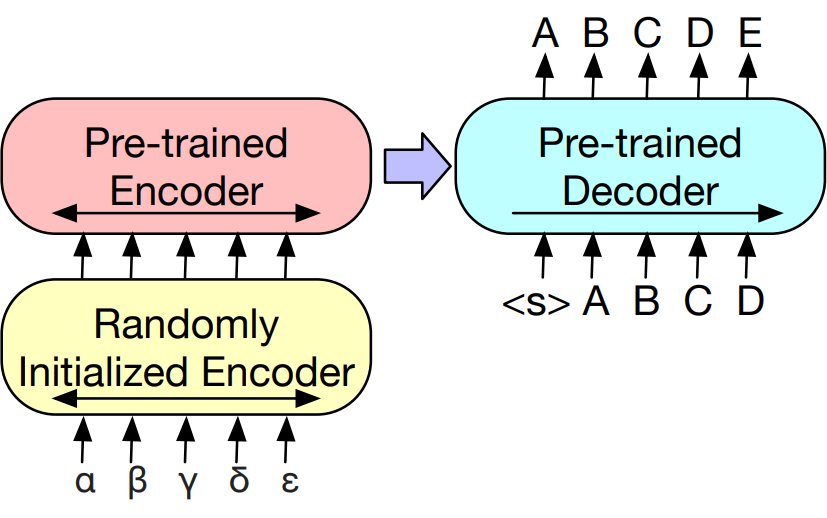 A B C D E
Pre-trained
Encoder
Pre-trained
Decoder
<s> A B C D
Randomly
Initialized Encoder
α β γ δ ε